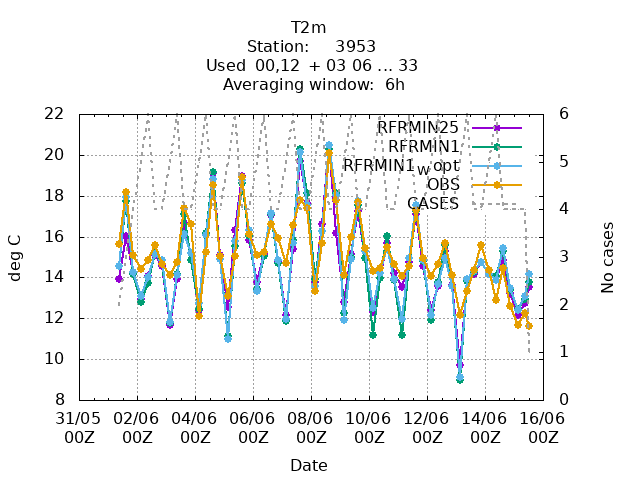 T2m
Station: 3953
Used 00,12 + 03 06 ... 33
Averaging window: 6h
22
20
18
16
14
12
10
8
deg C
6
5
4
3
2
1
0
No cases
RFRMIN25
RFRMIN1
RFRMIN1_w opt
OBS
CASES
31/05 02/06 04/06 06/06 08/06 10/06 12/06 14/06 16/06
00Z 00Z 00Z 00Z 00Z 00Z 00Z 00Z 00Z
Date